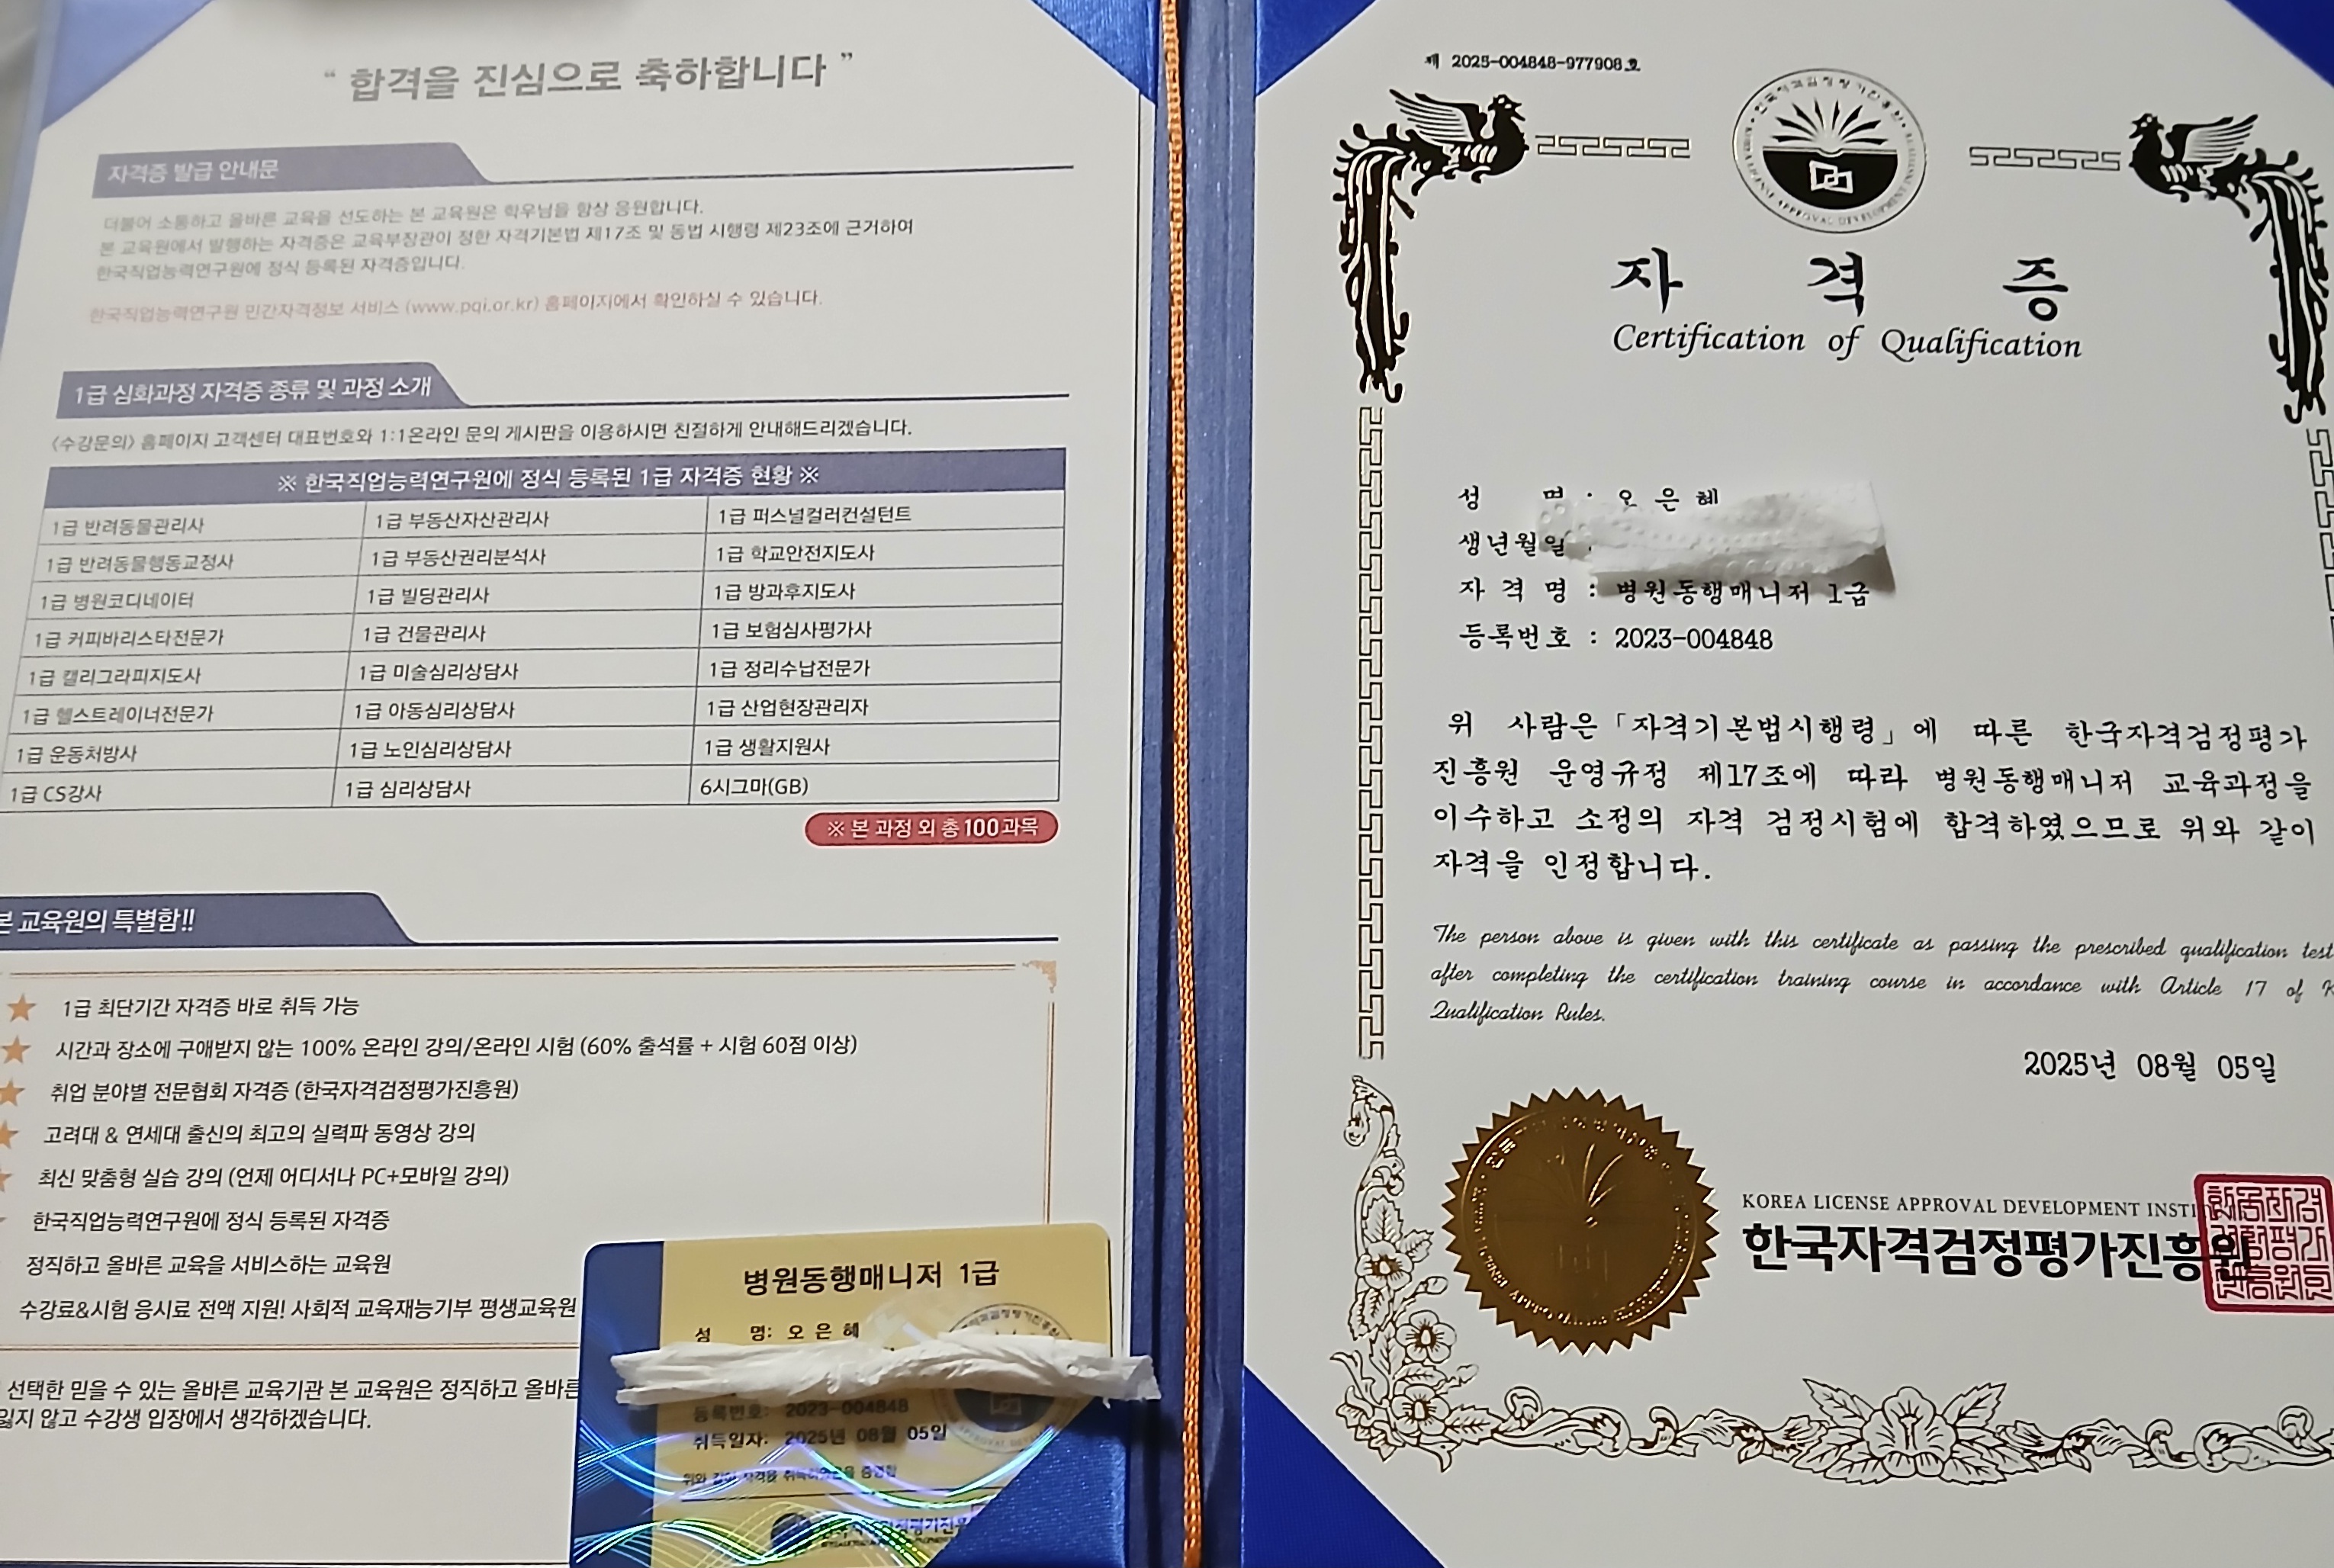 “ 합격을 진심으로 축하합니다 ”
자격증 발급 안내문
더불어 소통하고 올바른 교육을 선도하는 본 교육원은 학우님을 항상 응원합니다.
본 교육원에서 발행하는 자격증은 교육부장관이 정한 자격기본법 제17조 및 동법 시행령 제23조에 근거하여
한국직업능력연구원에 정식 등록된 자격증입니다.
한국직업능력연구원 민간자격정보 서비스 (www.pqi.or.kr) 홈페이지에서 확인하실 수 있습니다.
1급 심화과정 자격증 종류 및 과정 소개
<수강문의> 홈페이지 고객센터 대표번호와 1:1온라인 문의 게시판을 이용하시면 친절하게 안내해드리겠습니다.
※ 한국직업능력연구원에 정식 등록된 1급 자격증 현황 ※
1급 반려동물관리사 1급 부동산자산관리사 1급 퍼스널컬러컨설턴트
1급 반려동물행동교정사 1급 부동산권리분석사 1급 학교안전지도사
1급 병원코디네이터 1급 빌딩관리사 1급 방과후지도사
1급 커피바리스타전문가 1급 건물관리사 1급 보험심사평가사
1급 캘리그라피지도사 1급 미술심리상담사 1급 정리수납전문가
1급 헬스트레이너전문가 1급 아동심리상담사 1급 산업현장관리자
1급 운동처방사 1급 노인심리상담사 1급 생활지원사
1급 CS강사 1급 심리상담사 6시그마(GB)
※ 본 과정 외 총 100과목
본 교육원의 특별함!!
1급 최단기간 자격증 바로 취득 가능
시간과 장소에 구애받지 않는 100% 온라인 강의/온라인 시험 (60% 출석률 + 시험 60점 이상)
취업 분야별 전문협회 자격증 (한국자격검정평가진흥원)
고려대 & 연세대 출신의 최고의 실력파 동영상 강의
최신 맞춤형 실습 강의 (언제 어디서나 PC+모바일 강의)
한국직업능력연구원에 정식 등록된 자격증
정직하고 올바른 교육을 서비스하는 교육원
수강료&시험 응시료 전액 지원! 사회적 교육재능기부 평생교육원
선택한 믿을 수 있는 올바른 교육기관 본 교육원은 정직하고 올바른
잃지 않고 수강생 입장에서 생각하겠습니다.
병원동행매니저 1급
성 명: 오 은 혜
등록번호: 2023-004848
취득일자: 2025년 08월 05일
위와 같이 자격을 취득하였음을 증명함
제 2025-004848-977908 호
자 격 증
Certification of Qualification
성 명 : 오 은 혜
생년월일
자 격 명 : 병원동행매니저 1급
등록번호 : 2023-004848
위 사람은 「자격기본법시행령」에 따른 한국자격검정평가
진흥원 운영규정 제17조에 따라 병원동행매니저 교육과정을
이수하고 소정의 자격 검정시험에 합격하였으므로 위와 같이
자격을 인정합니다.
The person above is given with this certificate as passing the prescribed qualification test
after completing the certification training course in accordance with Article 17 of
Qualification Rules.
2025년 08월 05일
KOREA LICENSE APPROVAL DEVELOPMENT
한국자격검정평가진흥원